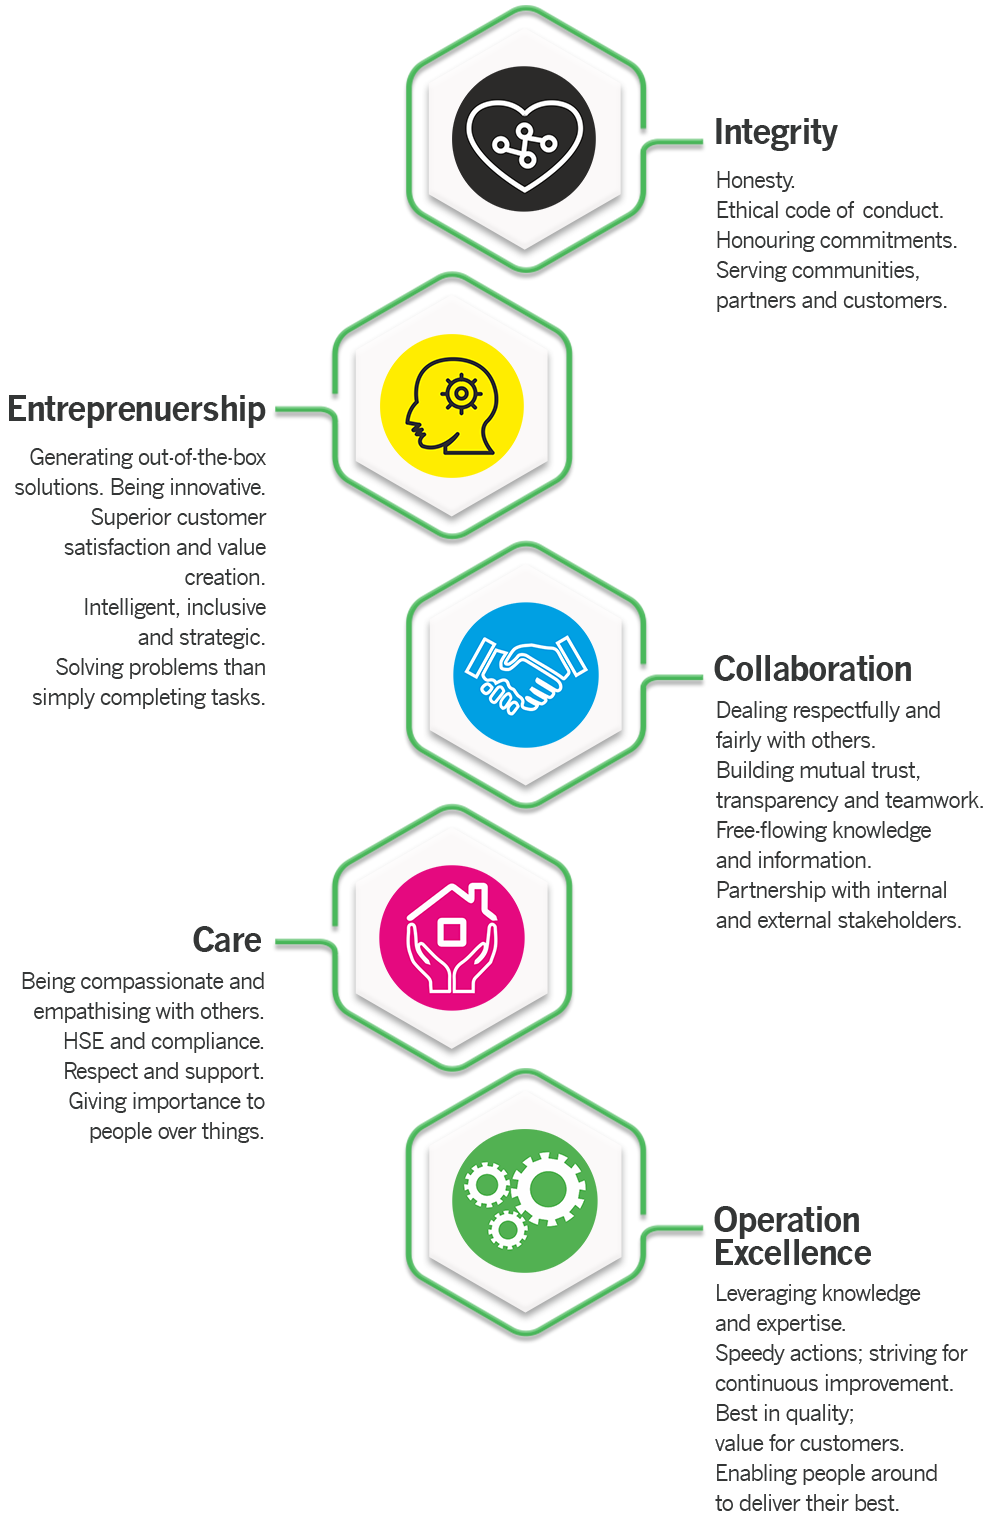 Integrity
Honesty.
Ethical code of conduct.
Honouring commitments.
Serving communities,
partners and customers.
Entreprenuership
Generating out-of-the-box
solutions. Being innovative.
Superior customer
satisfaction and value
creation.
Intelligent, inclusive
and strategic.
Solving problems than
simply completing tasks.
Collaboration
Dealing respectfully and
fairly with others.
Building mutual trust,
transparency and teamwork.
Free-flowing knowledge
and information.
Partnership with internal
and external stakeholders.
Care
Being compassionate and
empathising with others.
HSE and compliance.
Respect and support.
Giving importance to
people over things.
Operation
Excellence
Leveraging knowledge
and expertise.
Speedy actions; striving for
continuous improvement.
Best in quality;
value for customers.
Enabling people around
to deliver their best.